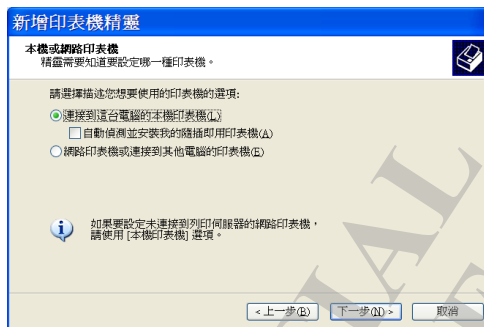 新增印表機精靈
本機或網路印表機
精靈需要知道要設定哪一種印表機。
請選擇描述您想要使用的印表機的選項:
連接到這台電腦的本機印表機(L)
自動偵測並安裝我的隨插即用印表機(A)
網路印表機或連接到其他電腦的印表機(E)
如果要設定未連接到列印伺服器的網路印表機，
請使用 [本機印表機] 選項。
<上一步(B) 下一步(N)> 取消